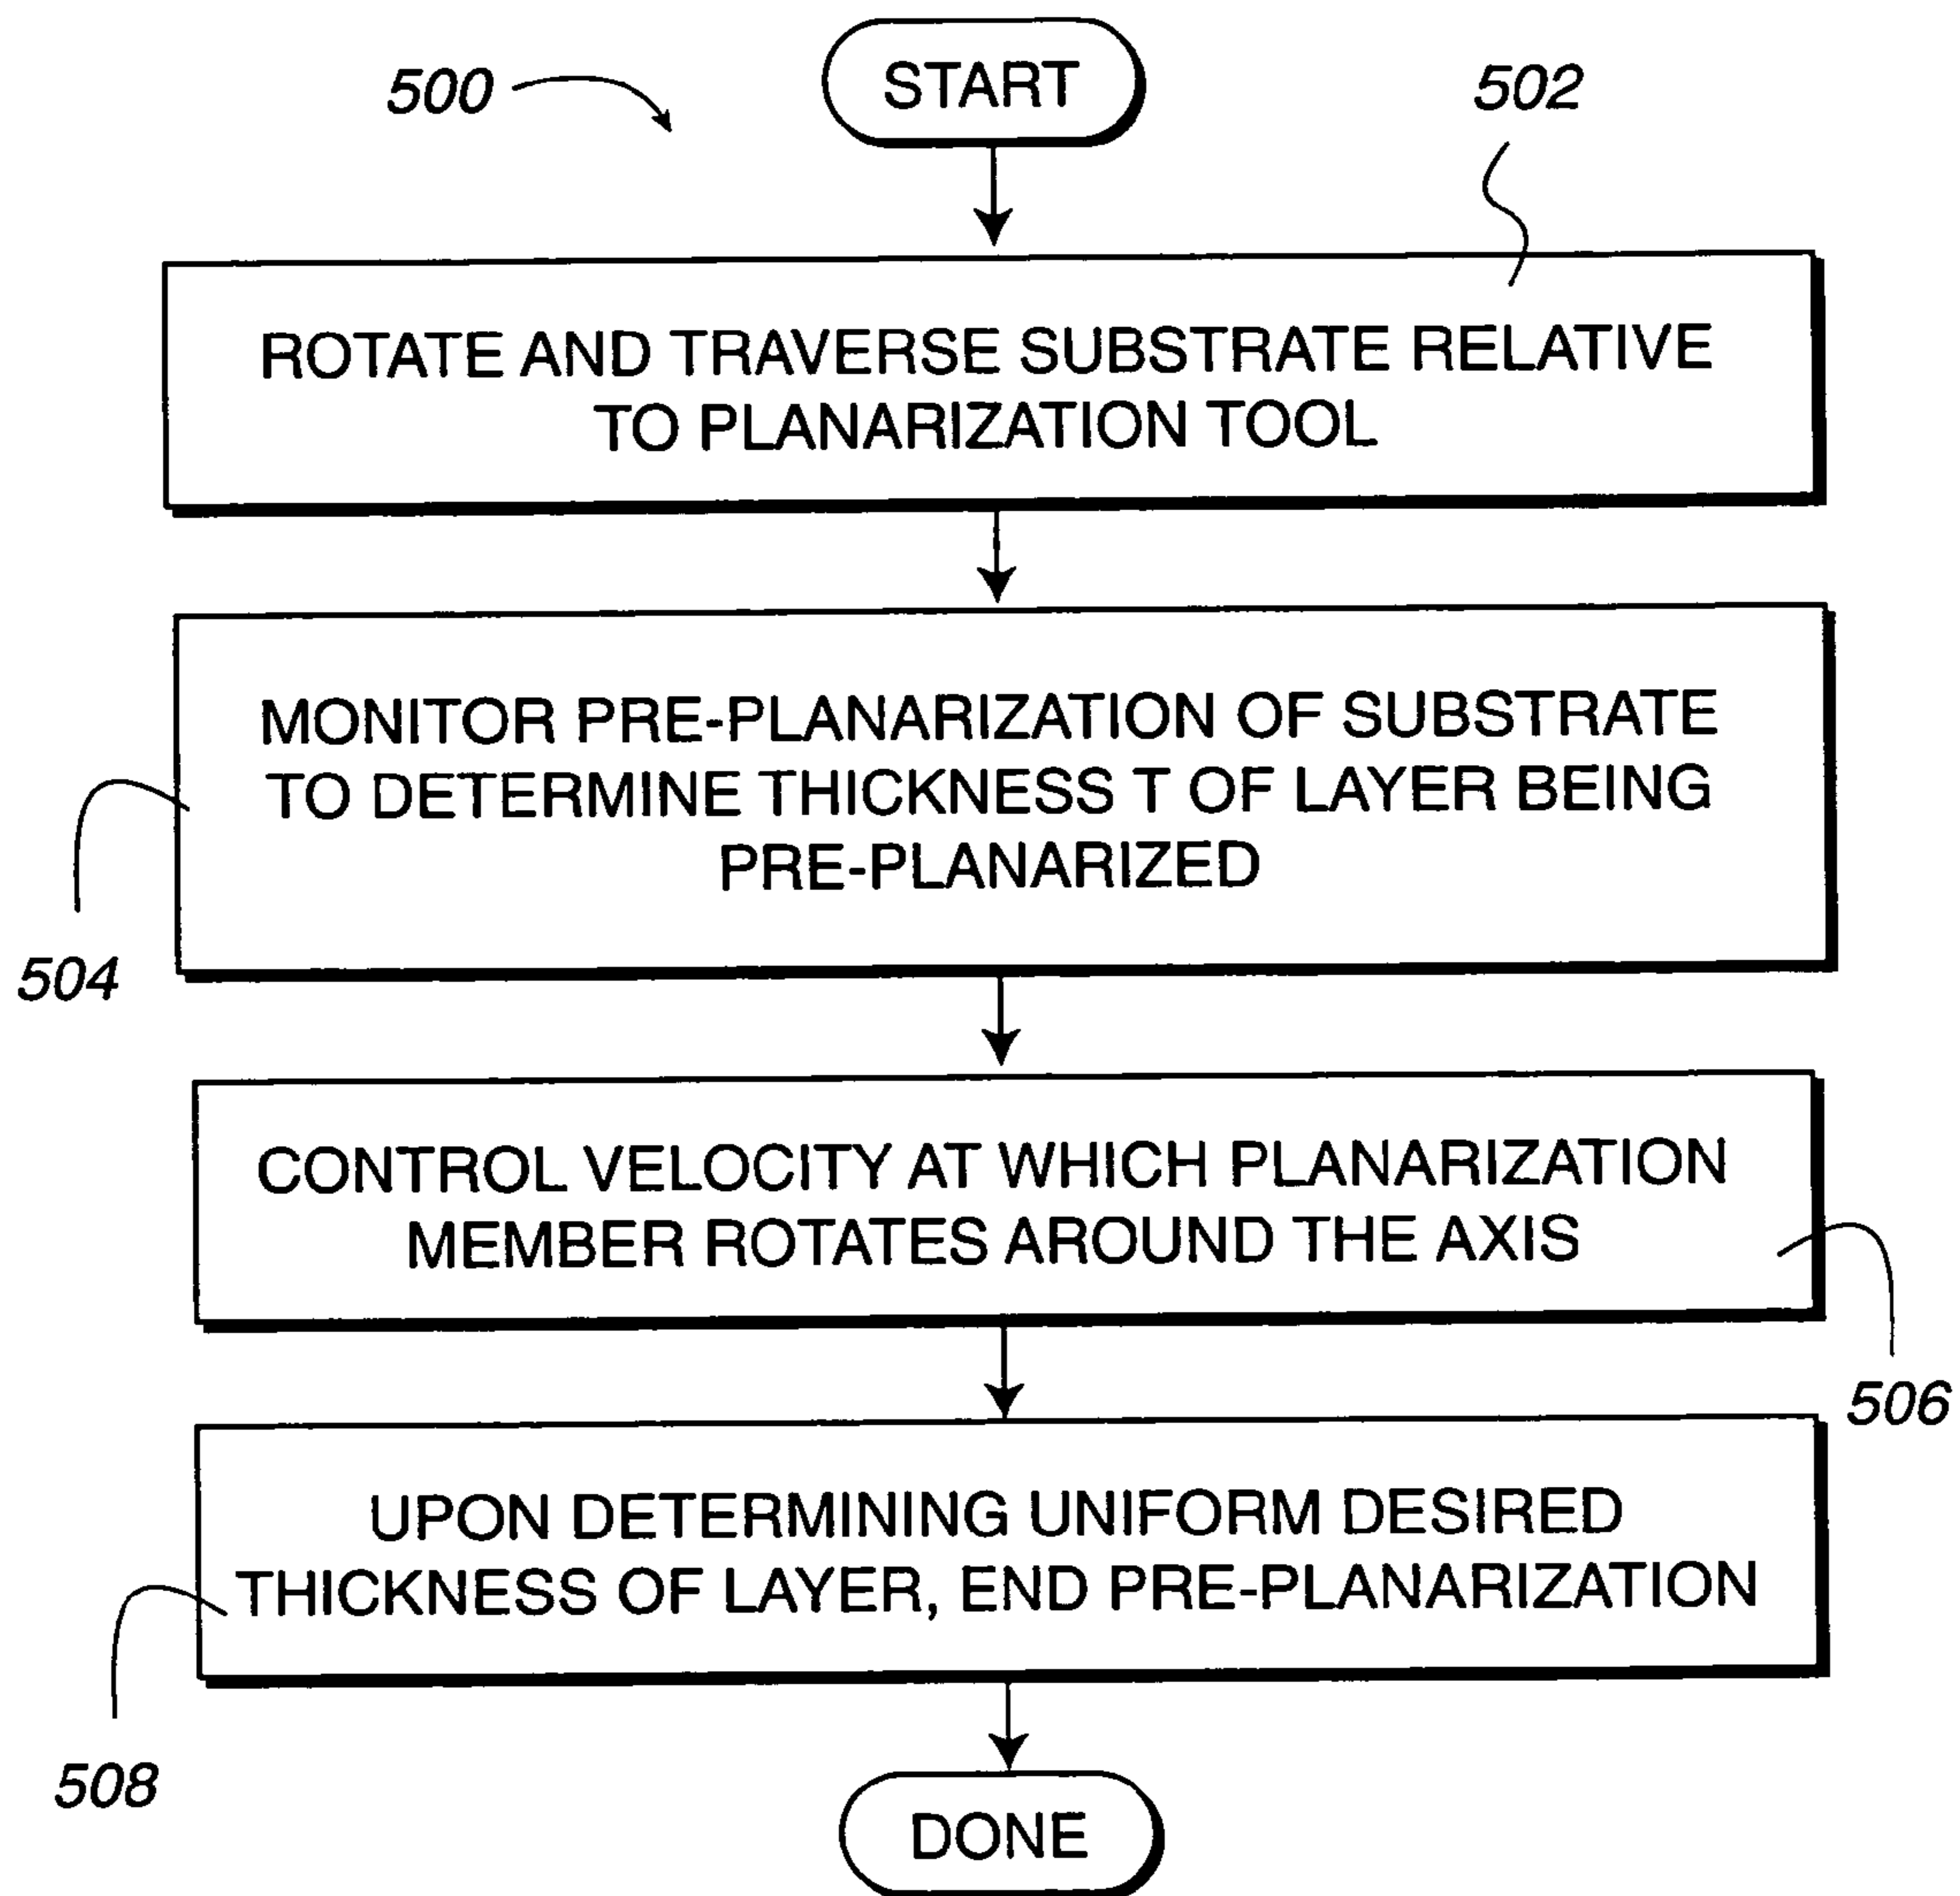 START
500
502
ROTATE AND TRAVERSE SUBSTRATE RELATIVE
TO PLANARIZATION TOOL
MONITOR PRE-PLANARIZATION OF SUBSTRATE
TO DETERMINE THICKNESS T OF LAYER BEING
PRE-PLANARIZED
504
CONTROL VELOCITY AT WHICH PLANARIZATION
MEMBER ROTATES AROUND THE AXIS
506
UPON DETERMINING UNIFORM DESIRED
THICKNESS OF LAYER, END PRE-PLANARIZATION
508
DONE